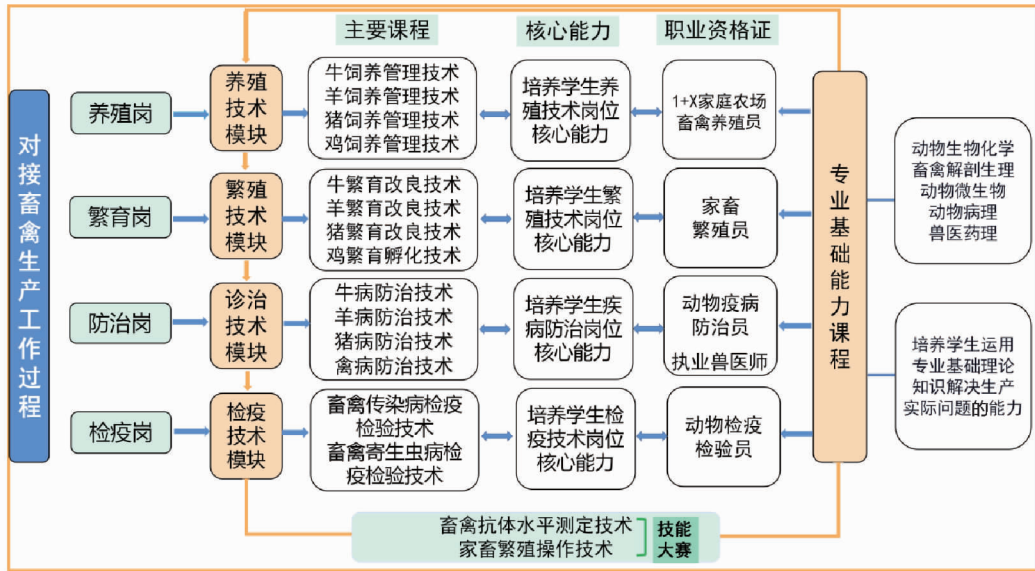 主要课程
核心能力
职业资格证
对接畜禽生产工作过程
养殖岗
养殖
技术
模块
牛饲养管理技术
羊饲养管理技术
猪饲养管理技术
鸡饲养管理技术
培养学生养
殖技术岗位
核心能力
1+X家庭农场
畜禽养殖员
繁育岗
繁殖
技术
模块
牛繁育改良技术
羊繁育改良技术
猪繁育改良技术
鸡繁育孵化技术
培养学生繁
殖技术岗位
核心能力
家畜
繁殖员
防治岗
诊治
技术
模块
牛病防治技术
羊病防治技术
猪病防治技术
禽病防治技术
培养学生疾
病防治岗位
核心能力
动物疫病
防治员
执业兽医师
检疫岗
检疫
技术
模块
畜禽传染病检疫
检验技术
畜禽寄生虫病检
疫检验技术
培养学生检
疫技术岗位
核心能力
动物检疫
检验员
专业基础能力课程
动物生物化学
畜禽解剖生理
动物微生物
动物病理
兽医药理
培养学生运用
专业基础理论
知识解决生产
实际问题的能力
畜禽抗体水平测定技术
家畜繁殖操作技术
技能
大赛